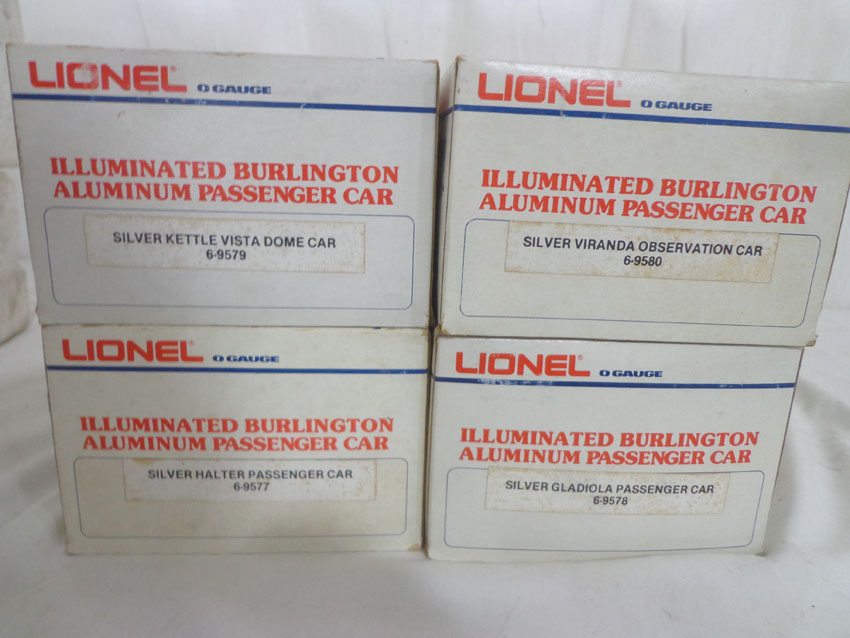 LIONEL O GAUGE
ILLUMINATED BURLINGTON
ALUMINUM PASSENGER CAR
SILVER KETTLE VISTA DOME CAR
6-9579
LIONEL O GAUGE
ILLUMINATED BURLINGTON
ALUMINUM PASSENGER CAR
SILVER VIRANDA OBSERVATION CAR
6-9580
LIONEL O GAUGE
ILLUMINATED BURLINGTON
ALUMINUM PASSENGER CAR
SILVER HALTER PASSENGER CAR
6-9577
LIONEL O GAUGE
ILLUMINATED BURLINGTON
ALUMINUM PASSENGER CAR
SILVER GLADIOLA PASSENGER CAR
6-9578